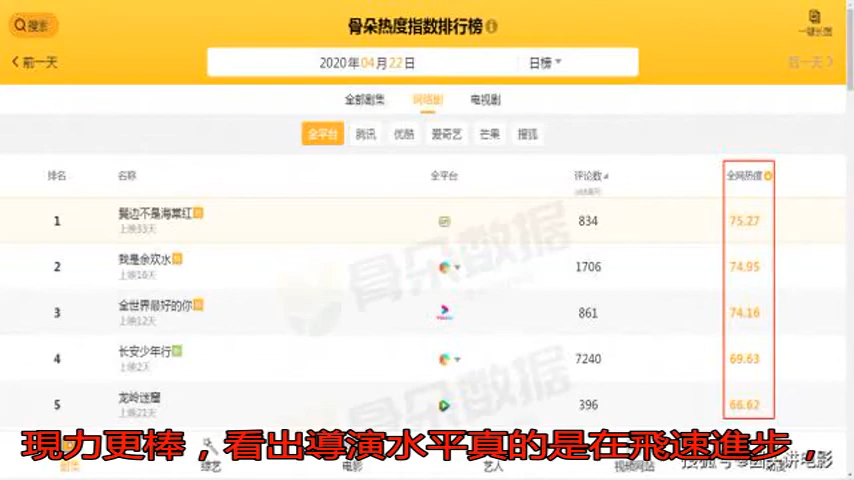 搜索
骨朵热度指数排行榜
一键长图
前一天
2020年04月22日
日榜
后一天
全部剧集 网络剧 电视剧
全平台 腾讯 优酷 爱奇艺 芒果 搜狐
排名 名称 全平台 评论数 全网热度
1 鬓边不是海棠红 834 75.27
上映33天
2 我是余欢水 1706 74.95
上映16天
3 全世界最好的你 861 74.16
上映12天
4 长安少年行 7240 69.63
上映2天
5 龙岭迷窟 396 66.62
上映21天
骨朵数据
現力更棒，看出導演水平真的是在飛速進步，
剧集 综艺 电影 艺人 视频网站